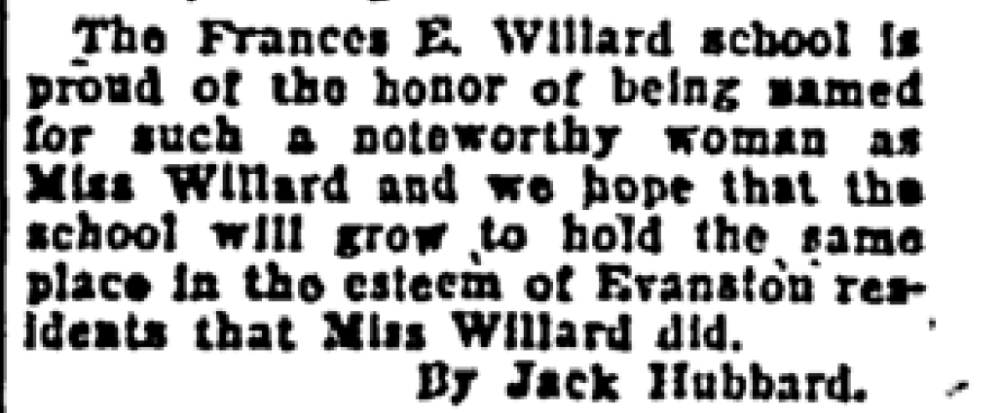 The Frances E. Willard school is
proud of the honor of being named
for such a noteworthy woman as
Miss Willard and we hope that the
school will grow to hold the same
place in the esteem of Evanston res-
idents that Miss Willard did.
By Jack Hubbard.